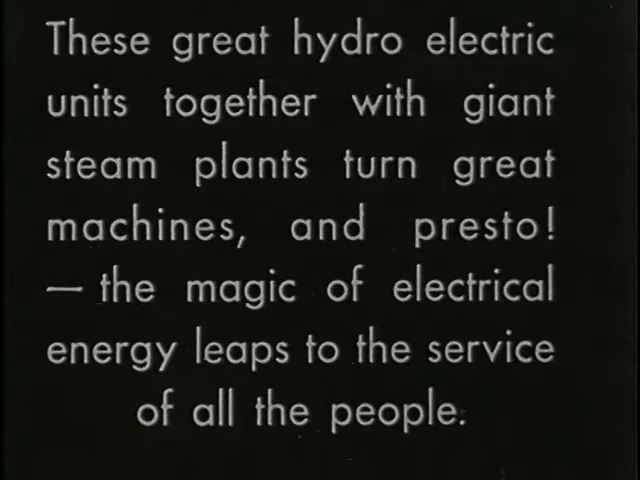 These great hydro electric
units together with giant
steam plants turn great
machines, and presto!
— the magic of electrical
energy leaps to the service
of all the people.